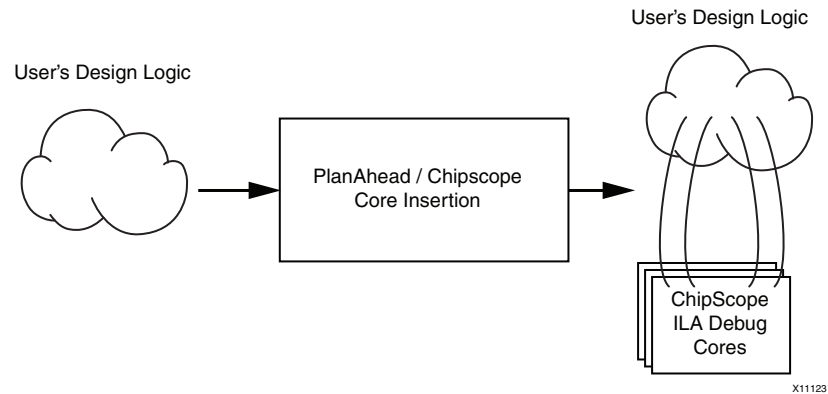 User's Design Logic
User's Design Logic
PlanAhead / Chipscope
Core Insertion
ChipScope
ILA Debug
Cores
X11123